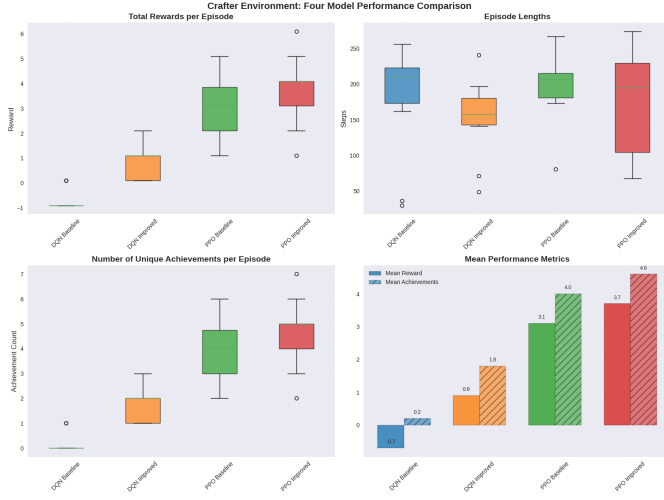 Crafter Environment: Four Model Performance Comparison
Total Rewards per Episode
Reward
6
5
4
3
2
1
0
−1
DQN Baseline
DQN Improved
PPO Baseline
PPO Improved
Episode Lengths
Steps
250
200
150
100
50
DQN Baseline
DQN Improved
PPO Baseline
PPO Improved
Number of Unique Achievements per Episode
Achievement Count
7
6
5
4
3
2
1
0
DQN Baseline
DQN Improved
PPO Baseline
PPO Improved
Mean Performance Metrics
Mean Reward
Mean Achievements
4
3
2
1
0
-0.7
0.2
0.9
1.8
3.1
4.0
3.7
4.6
DQN Baseline
DQN Improved
PPO Baseline
PPO Improved